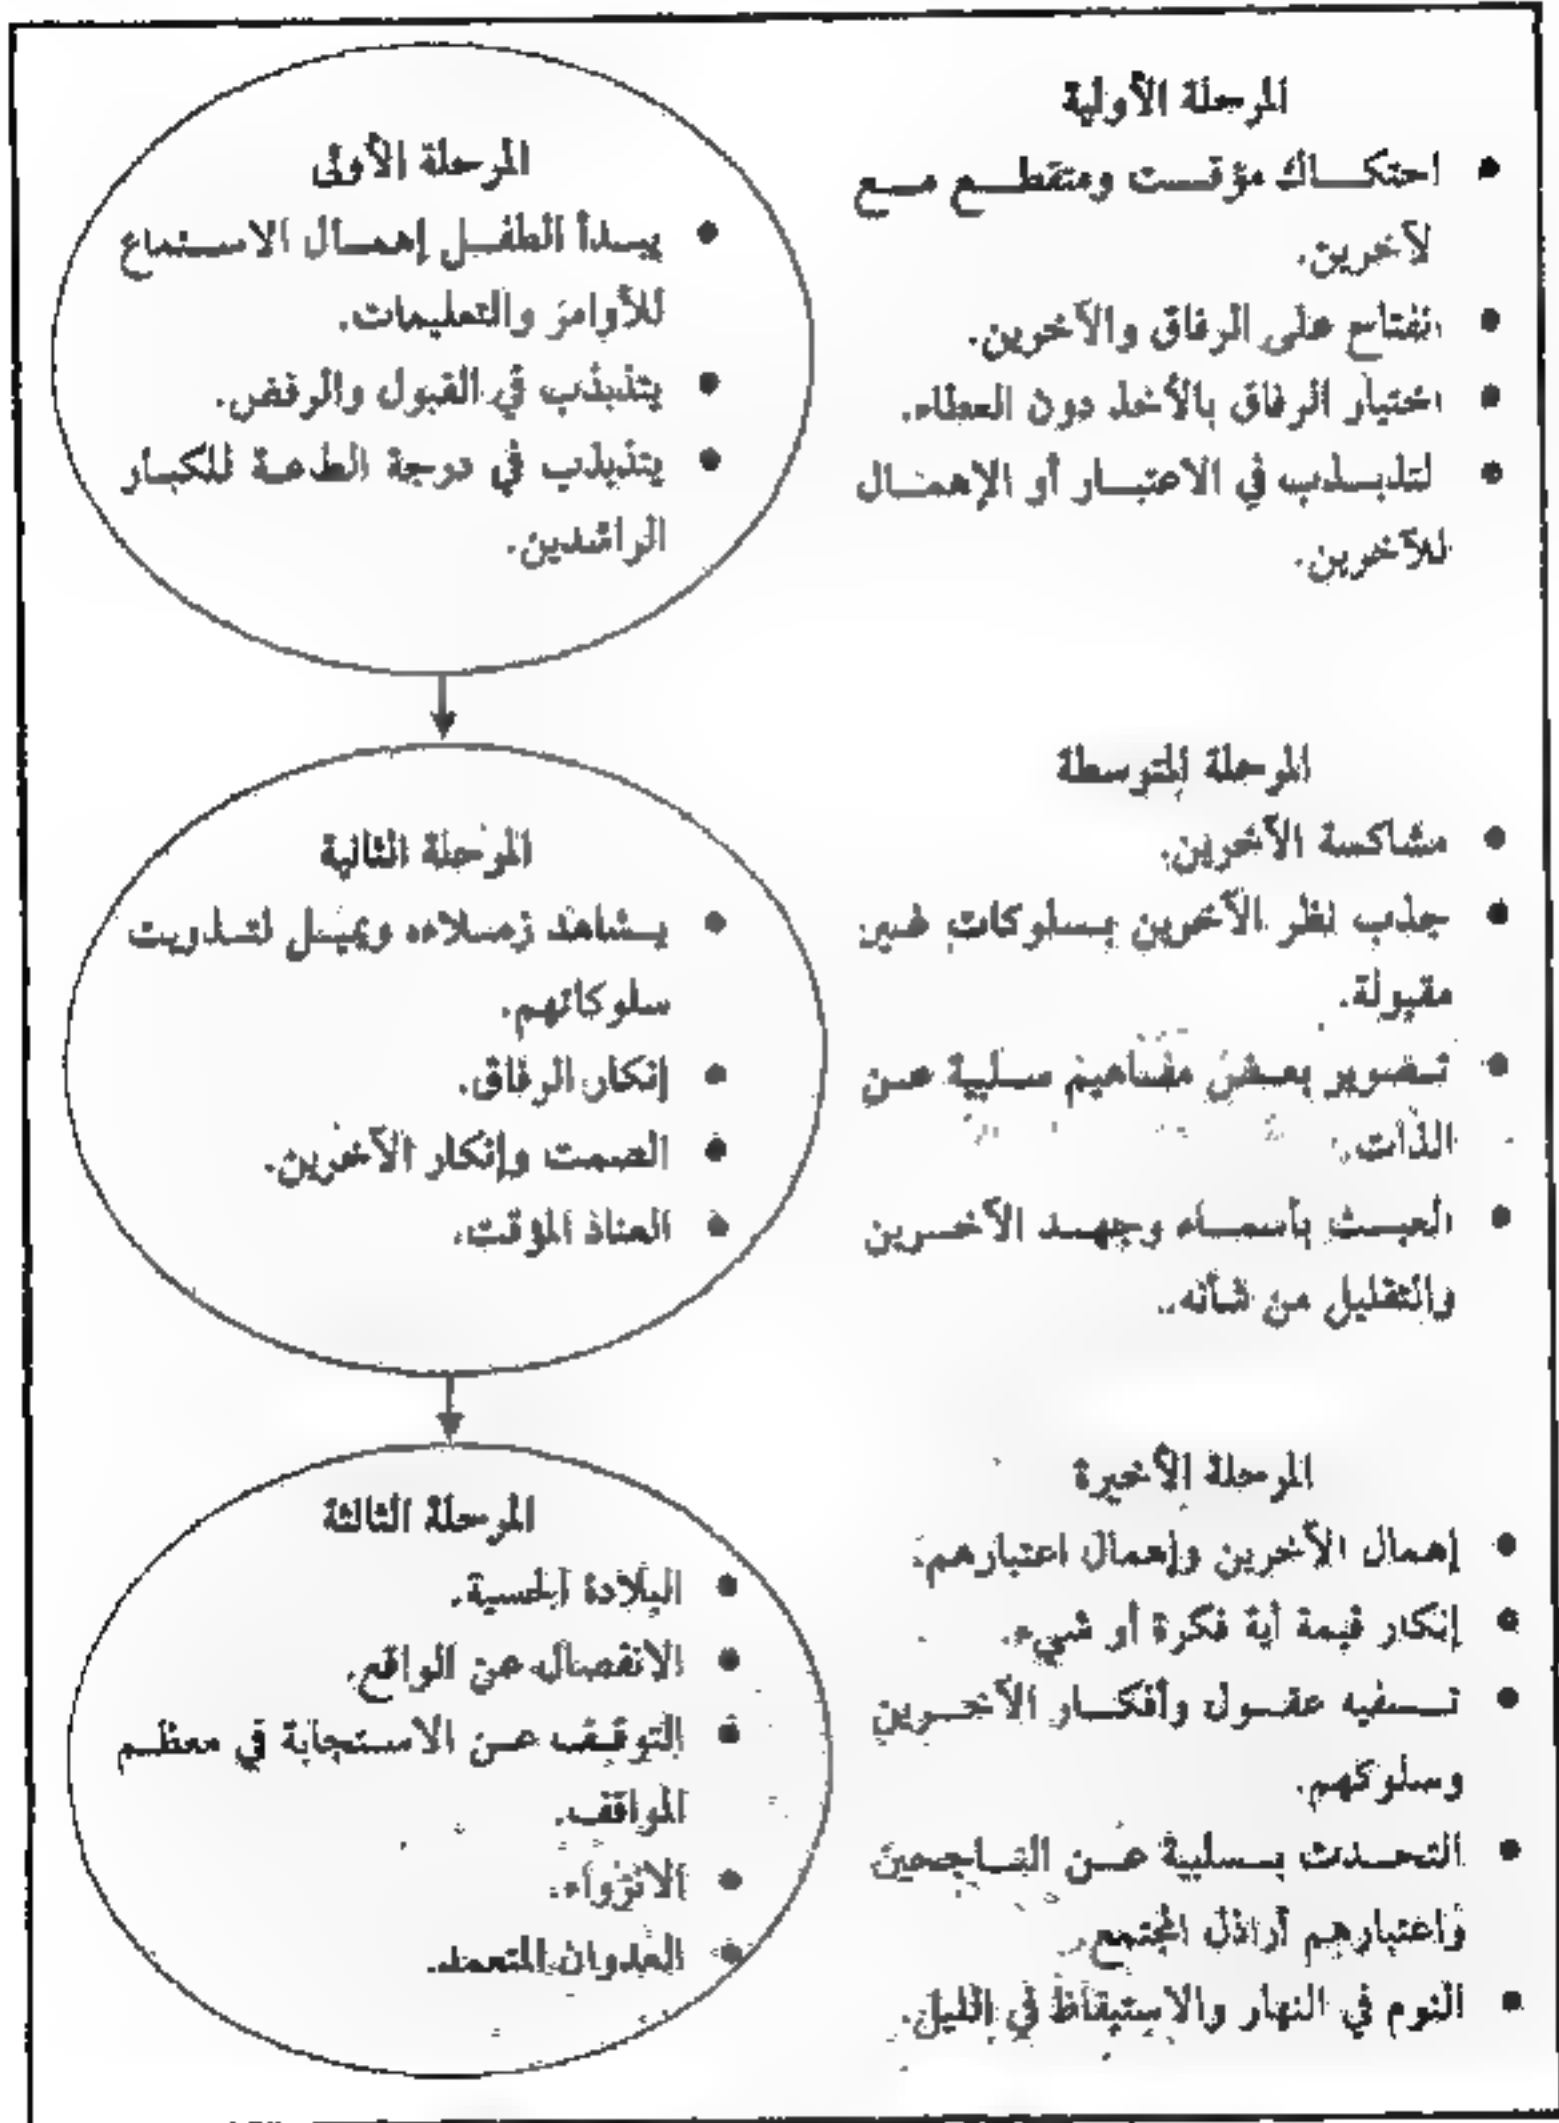 المرحلة الأولية
• احتكاك مؤقت ومتقطع مع
لآخرين.
• انفتاح على الرفاق والآخرين.
• اختيار الرفاق بالأخذ دون العطاء.
• لتذبذب في الاعتبار أو الإهمال
للآخرين.
المرحلة الأولى
• يبدأ الطفل إهمال الاستماع
للأوامر والتعليمات.
• يتذبذب في القبول والرفض.
• يتذبذب في درجة الطاعة للكبار
الراشدين.
المرحلة المتوسطة
• مشاكسة الآخرين.
• جذب نظر الآخرين بسلوكات غير
مقبولة.
• بعض مفاهيم سلبية عن
الذات.
• العبث بأسماء وجهد الآخرين
والتقليل من شأنه.
المرحلة الثانية
• يشاهد زملاءه ويميل لتذويت
سلوكاتهم.
• إنكار الرفاق.
• الصمت وإنكار الآخرين.
• العناد المؤقت.
المرحلة الأخيرة
• إهمال الآخرين وإهمال اعتبارهم.
• إنكار قيمة أية فكرة أو شيء.
• تسفيه عقول وأفكار الآخرين
وسلوكهم.
• التحدث بسلبية عن الناجحين
واعتبارهم أراذل المجتمع.
• النوم في النهار والاستيقاظ في الليل.
المرحلة الثالثة
• البلادة الحسية.
• الانفصال عن الواقع.
• التوقف عن الاستجابة في معظم
المواقف.
• الانزواء.
• العدوان المتعمد.